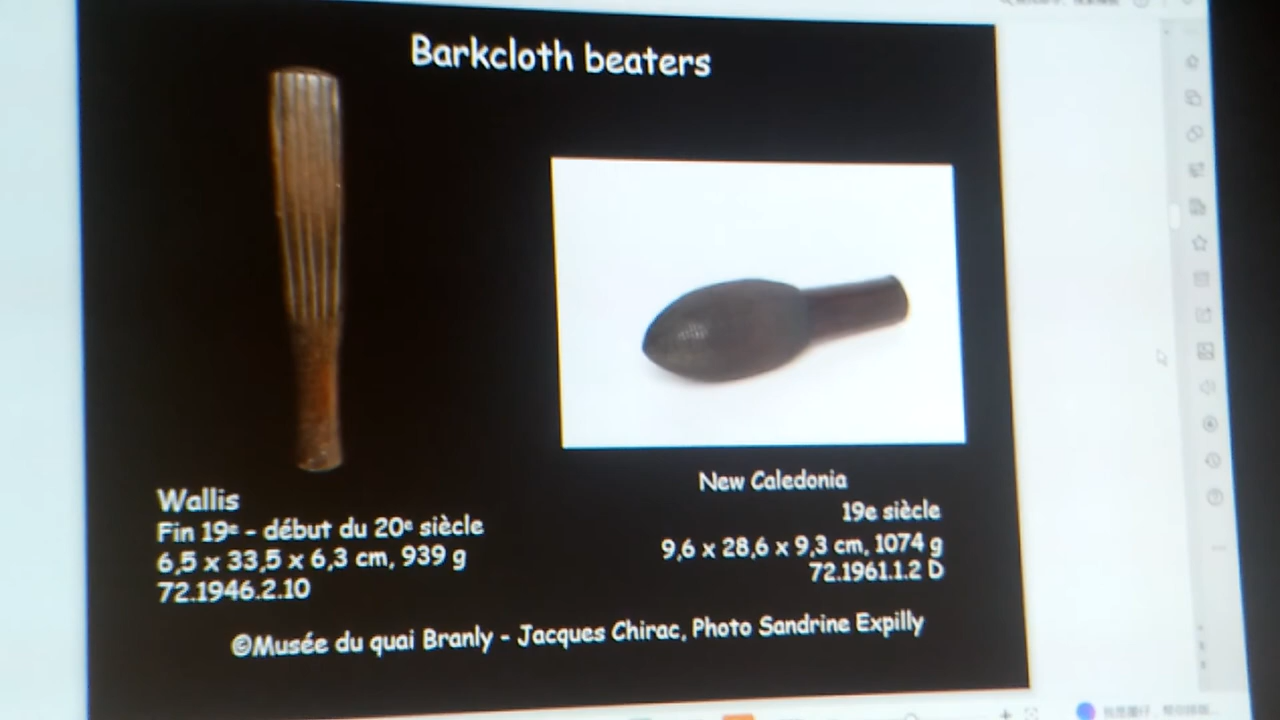 Barkcloth beaters
Wallis
Fin 19e - début du 20e siècle
6,5 x 33,5 x 6,3 cm, 939 g
72.1946.2.10
New Caledonia
19e siècle
9,6 x 28,6 x 9,3 cm, 1074 g
72.1961.1.2 D
©Musée du quai Branly - Jacques Chirac, Photo Sandrine Expilly